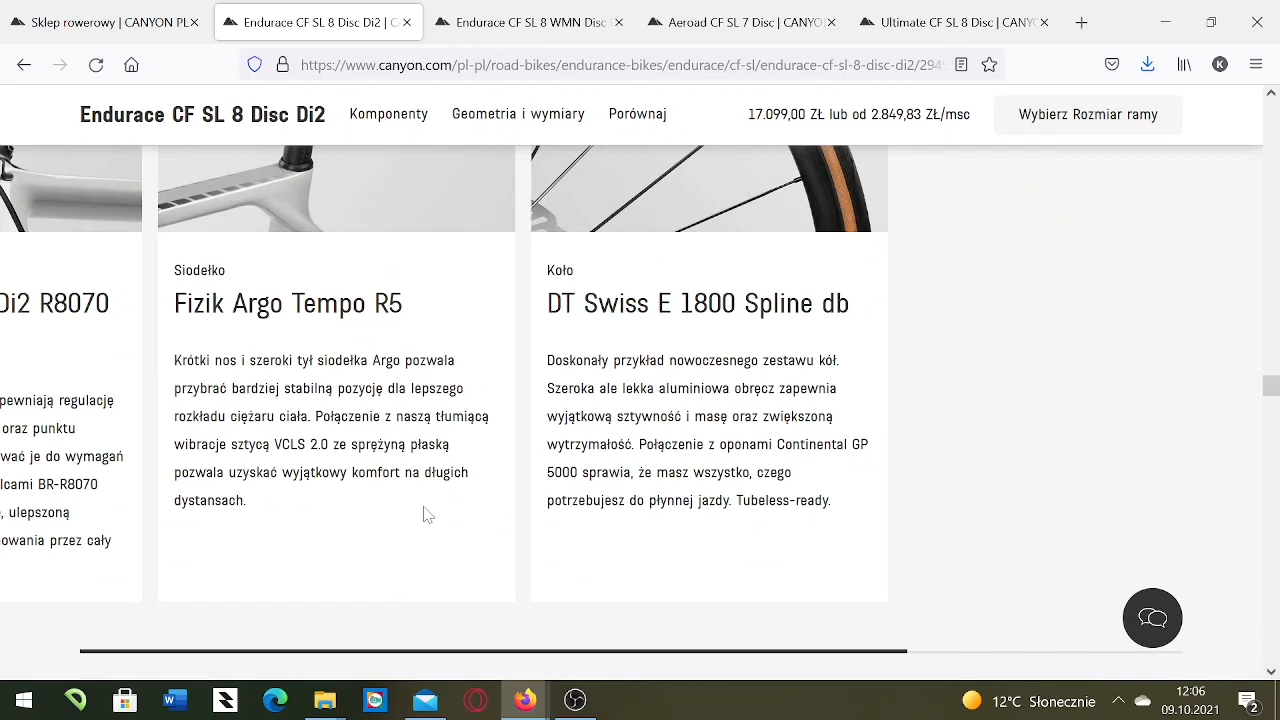 Sklep rowerowy | CANYON PL
Endurace CF SL 8 Disc Di2 | C
Endurace CF SL 8 WMN Disc
Aeroad CF SL 7 Disc | CANYO
Ultimate CF SL 8 Disc | CANY
https://www.canyon.com/pl-pl/road-bikes/endurance-bikes/endurace/cf-sl/endurace-cf-sl-8-disc-di2/294
K
Endurace CF SL 8 Disc Di2
Komponenty
Geometria i wymiary
Porównaj
17.099,00 ZŁ lub od 2.849,83 ZŁ/msc
Wybierz Rozmiar ramy
Di2 R8070
pewniają regulację
oraz punktu
wać je do wymagań
lcami BR-R8070
, ulepszoną
owania przez cały
Siodełko
Fizik Argo Tempo R5
Krótki nos i szeroki tył siodełka Argo pozwala
przybrać bardziej stabilną pozycję dla lepszego
rozkładu ciężaru ciała. Połączenie z naszą tłumiącą
wibracje sztycą VCLS 2.0 ze sprężyną płaską
pozwala uzyskać wyjątkowy komfort na długich
dystansach.
Koło
DT Swiss E 1800 Spline db
Doskonały przykład nowoczesnego zestawu kół.
Szeroka ale lekka aluminiowa obręcz zapewnia
wyjątkową sztywność i masę oraz zwiększoną
wytrzymałość. Połączenie z oponami Continental GP
5000 sprawia, że masz wszystko, czego
potrzebujesz do płynnej jazdy. Tubeless-ready.
12°C Słonecznie
12:06
09.10.2021
2